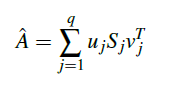 Â = ∑_{j=1}^{q} u_j S_j v_j^T